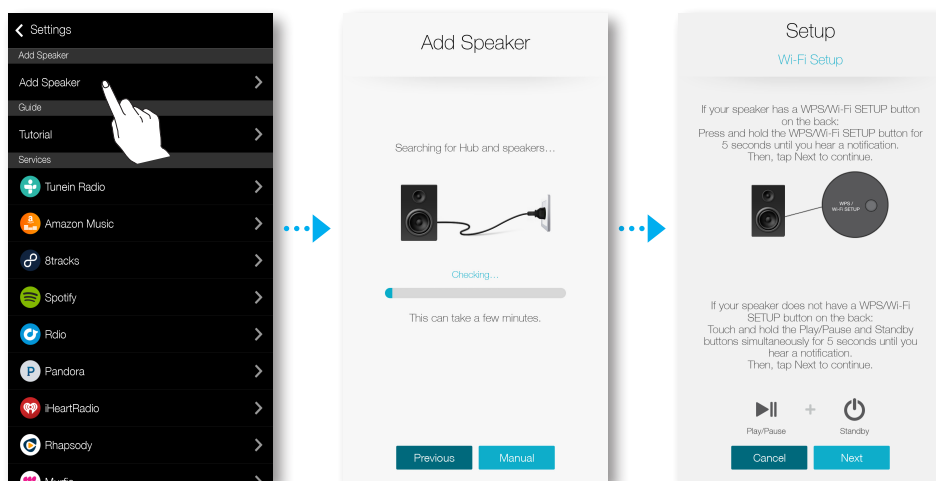 Settings
Add Speaker
Add Speaker
Guide
Tutorial
Services
Tunein Radio
a
Amazon Music
8tracks
Spotify
Rdio
P
Pandora
iHeartRadio
Rhapsody
Add Speaker
Searching for Hub and speakers...
Checking...
This can take a few minutes.
Previous
Manual
Setup
Wi-Fi Setup
If your speaker has a WPS/Wi-Fi SETUP button
on the back:
Press and hold the WPS/Wi-Fi SETUP button for
5 seconds until you hear a notification.
Then, tap Next to continue.
WPS /
W-FI SETUP
If your speaker does not have a WPS/Wi-Fi
SETUP button on the back:
Touch and hold the Play/Pause and Standby
buttons simultaneously for 5 seconds until you
hear a notification.
Then, tap Next to continue.
+
Play/Pause
Standby
Cancel
Next